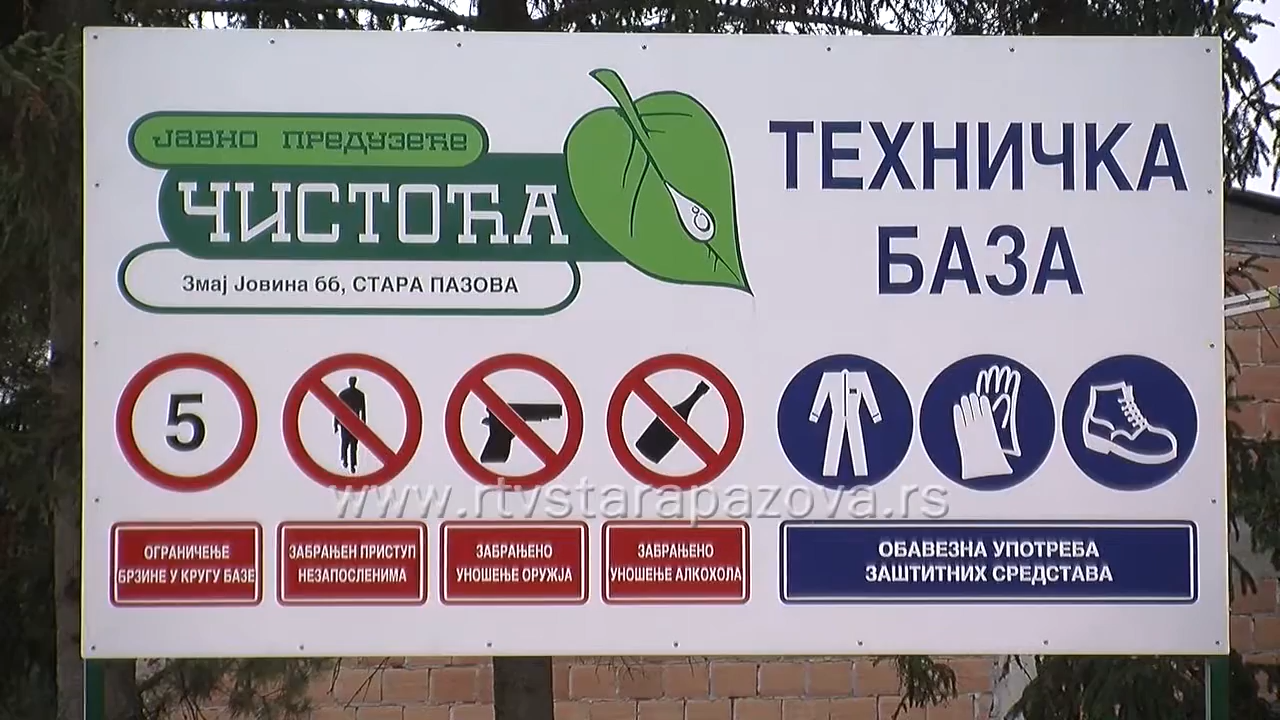 ЈАВНО ПРЕДУЗЕЋЕ
ЧИСТОЋА
Змај Јовина бб, СТАРА ПАЗОВА
ТЕХНИЧКА
БАЗА
5
www.rtvstarapazova.rs
ОГРАНИЧЕЊЕ
БРЗИНЕ У КРУГУ БАЗЕ
ЗАБРАЊЕН ПРИСТУП
НЕЗАПОСЛЕНИМА
ЗАБРАЊЕНО
УНОШЕЊЕ ОРУЖЈА
ЗАБРАЊЕНО
УНОШЕЊЕ АЛКОХОЛА
ОБАВЕЗНА УПОТРЕБА
ЗАШТИТНИХ СРЕДСТАВА